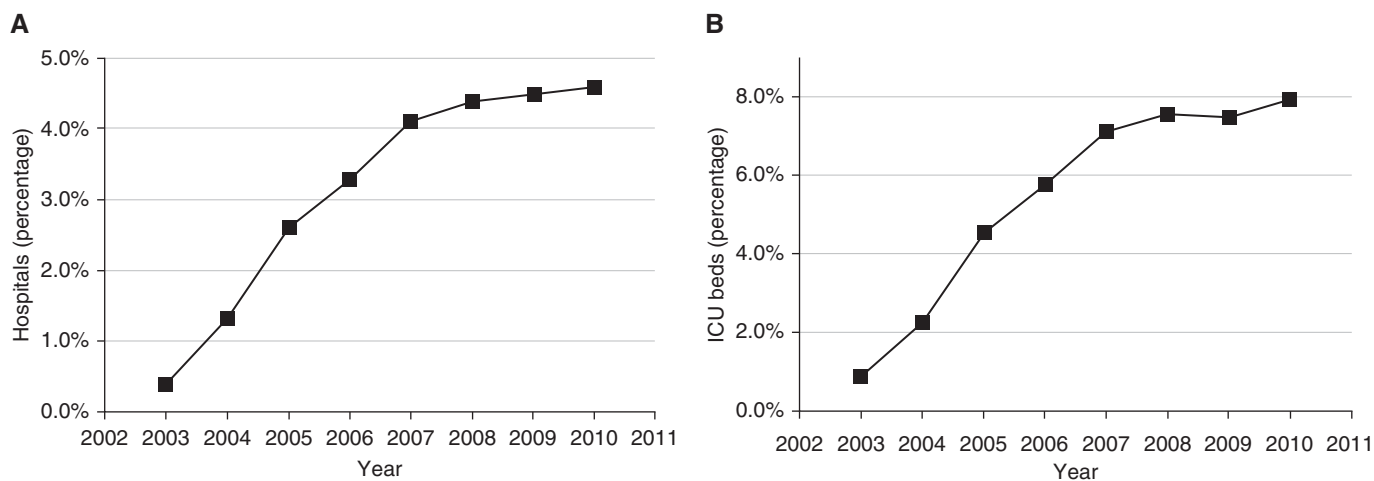 A
Hospitals (percentage)
5.0%
4.0%
3.0%
2.0%
1.0%
0.0%
2002 2003 2004 2005 2006 2007 2008 2009 2010 2011
Year
B
ICU beds (percentage)
8.0%
6.0%
4.0%
2.0%
0.0%
2002 2003 2004 2005 2006 2007 2008 2009 2010 2011
Year